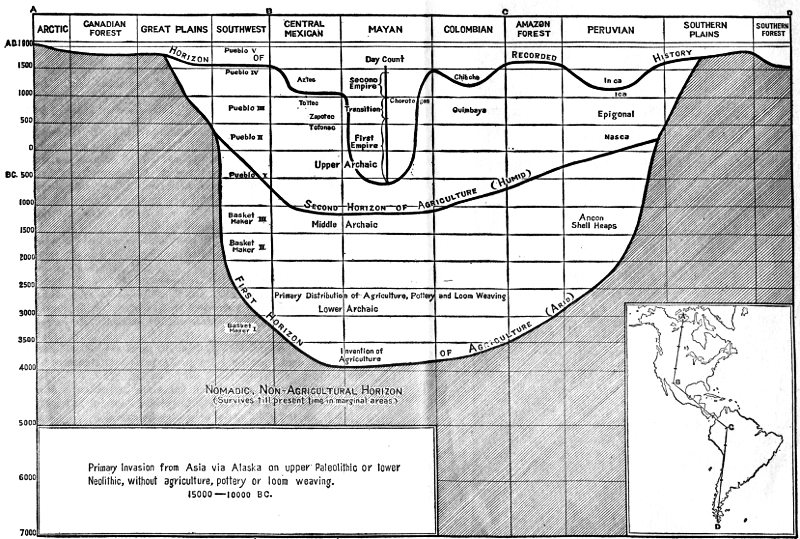 A B C D
ARCTIC
CANADIAN
FOREST
GREAT PLAINS
SOUTHWEST
CENTRAL
MEXICAN
MAYAN
COLOMBIAN
AMAZON
FOREST
PERUVIAN
SOUTHERN
PLAINS
SOUTHERN
FOREST
HORIZON OF RECORDED HISTORY
1500
1000
500
0
BC. 500
1000
1500
2000
2500
3000
3500
4000
5000
6000
7000
Pueblo V
Pueblo IV
Pueblo III
Pueblo II
Pueblo I
Basket
Maker III
Basket
Maker II
Basket
Maker I
Aztec
Toltec
Zapotec
Totonac
Day Count
Second
Empire
Transition
First
Empire
Upper Archaic
Chorotegan
Chibcha
Quimbaya
Inca
Ica
Epigonal
Nasca
SECOND HORIZON OF AGRICULTURE (HUMID)
Middle Archaic
Ancon
Shell Heaps
Primary Distribution of Agriculture, Pottery and Loom Weaving
Lower Archaic
FIRST HORIZON OF AGRICULTURE (ARID)
Invention of
Agriculture
NOMADIC, NON-AGRICULTURAL HORIZON
(Survives till present time in marginal areas)
Primary Invasion from Asia via Alaska on upper Paleolithic or lower
Neolithic, without agriculture, pottery or loom weaving.
15000—10000 BC.
A
B
C
D